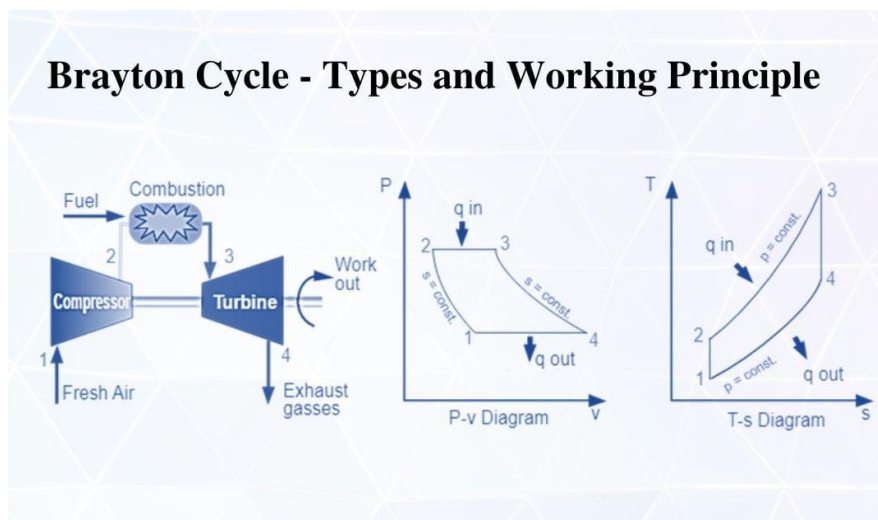 Brayton Cycle - Types and Working Principle
Fuel
Combustion
2
3
Compressor
Turbine
Work
out
1
4
Fresh Air
Exhaust
gasses
P
q in
2
3
s = const.
s = const.
1
4
q out
P-v Diagram
v
T
3
q in
p = const.
4
2
1
p = const.
q out
T-s Diagram
s